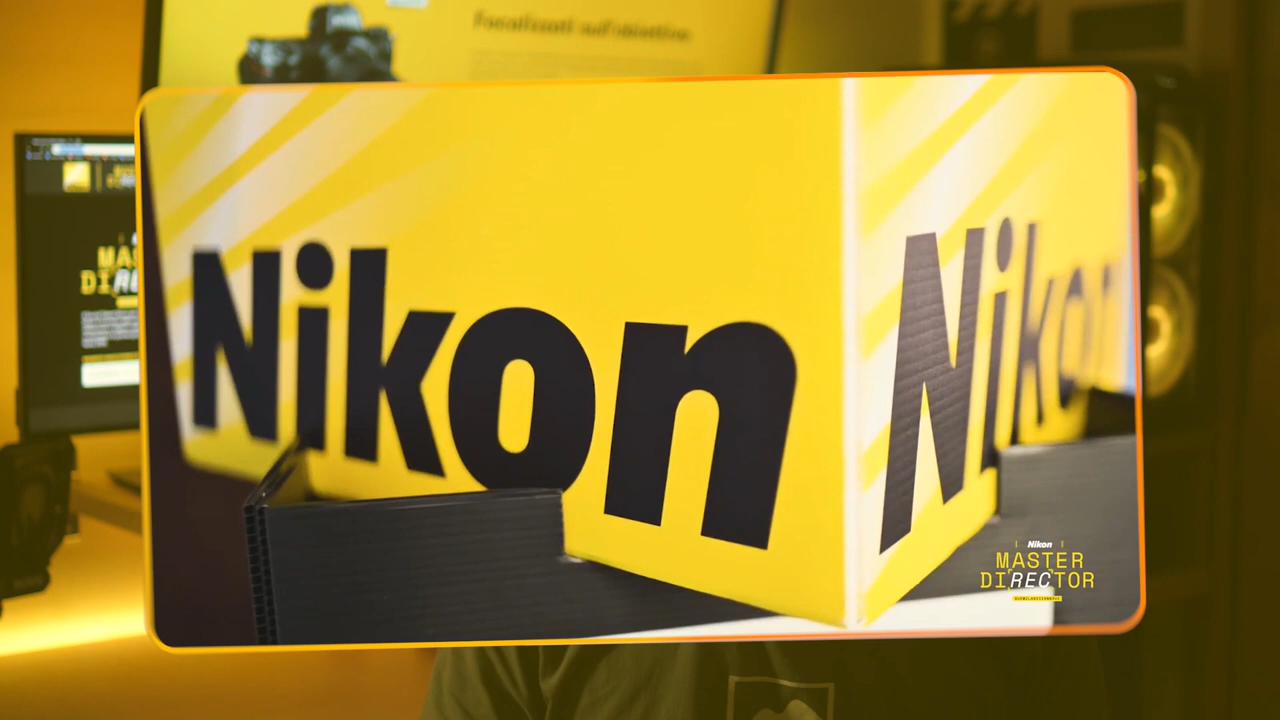 Focalizzati sull'obiettivo
Nikon
Nikon
Nikon
MASTER
DIRECTOR